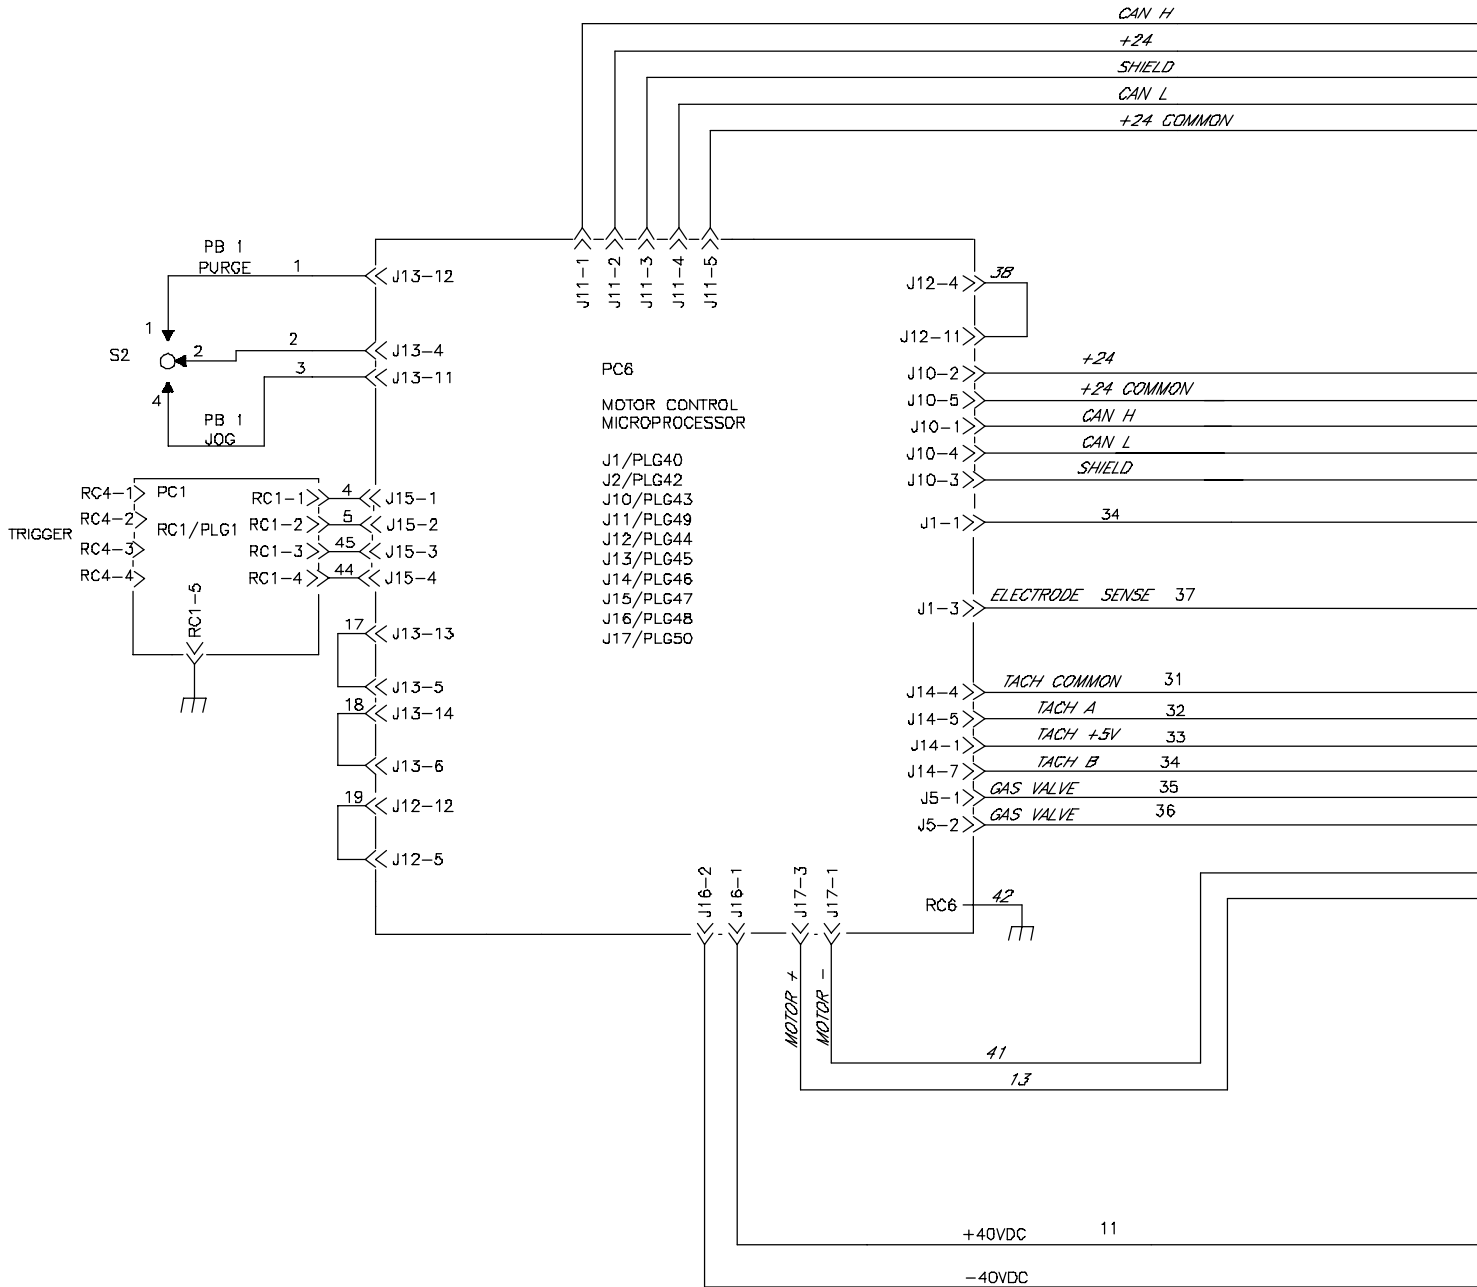 CAN H
+24
SHIELD
CAN L
+24 COMMON
J11-1
J11-2
J11-3
J11-4
J11-5
PB 1
PURGE
1
J13-12
1
S2
2
2
J13-4
3
J13-11
4
PB 1
JOG
TRIGGER
RC4-1
RC4-2
RC4-3
RC4-4
PC1
RC1/PLG1
RC1-1
4
J15-1
RC1-2
5
J15-2
RC1-3
45
J15-3
RC1-4
44
J15-4
RC1-5
17
J13-13
J13-5
18
J13-14
J13-6
19
J12-12
J12-5
PC6
MOTOR CONTROL
MICROPROCESSOR
J1/PLG40
J2/PLG42
J10/PLG43
J11/PLG49
J12/PLG44
J13/PLG45
J14/PLG46
J15/PLG47
J16/PLG48
J17/PLG50
J12-4
38
J12-11
J10-2
+24
J10-5
+24 COMMON
J10-1
CAN H
J10-4
CAN L
J10-3
SHIELD
J1-1
34
J1-3
ELECTRODE SENSE 37
J14-4
TACH COMMON 31
J14-5
TACH A 32
J14-1
TACH +5V 33
J14-7
TACH B 34
J5-1
GAS VALVE 35
J5-2
GAS VALVE 36
RC6
42
J16-2
J16-1
J17-3
J17-1
MOTOR +
MOTOR -
41
13
+40VDC 11
-40VDC